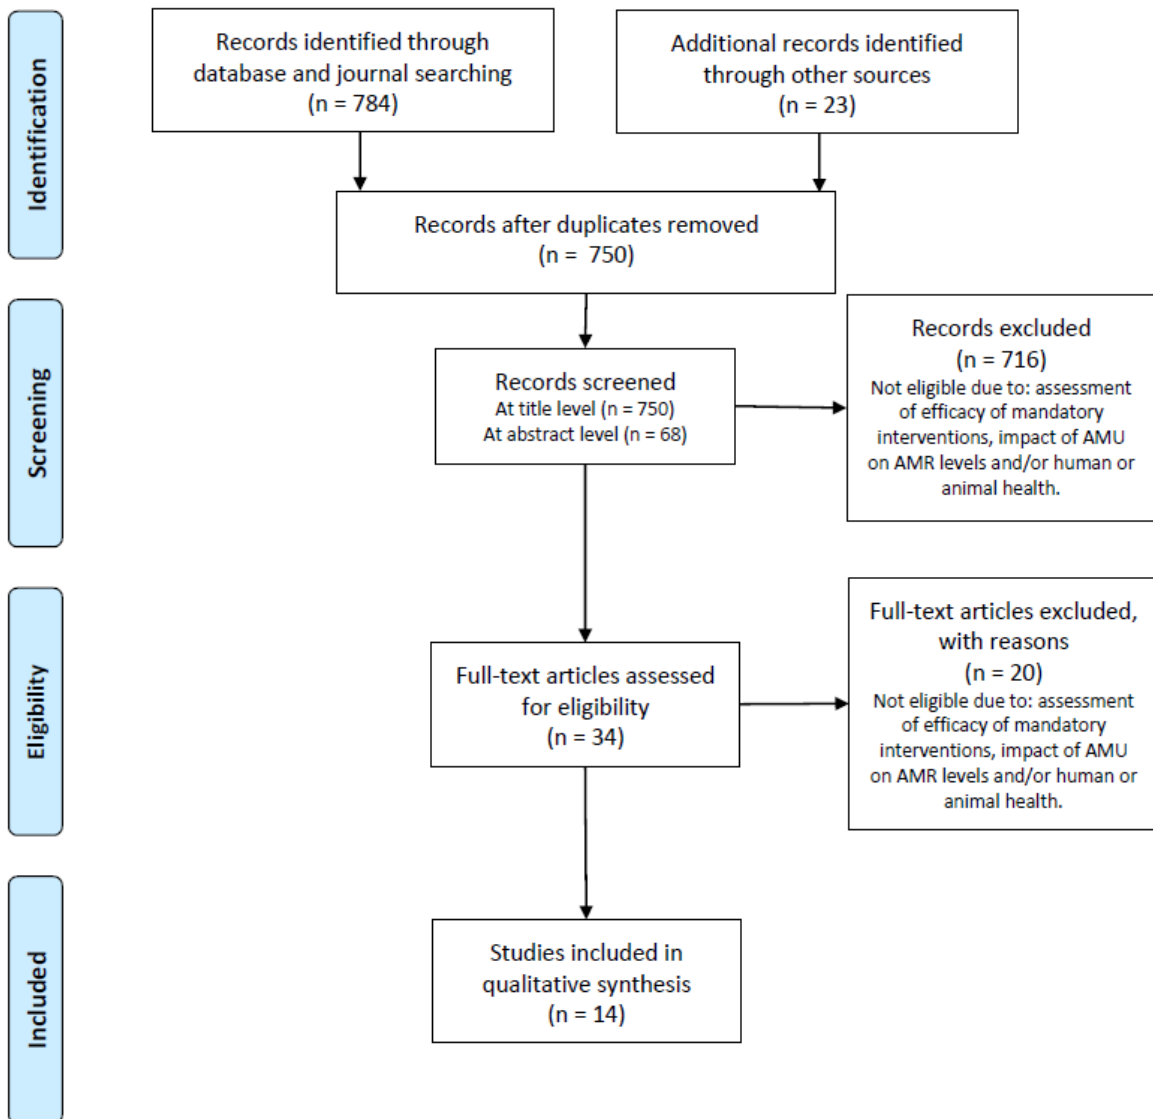 Identification
Records identified through
database and journal searching
(n = 784)
Additional records identified
through other sources
(n = 23)
Records after duplicates removed
(n = 750)
Screening
Records screened
At title level (n = 750)
At abstract level (n = 68)
Records excluded
(n = 716)
Not eligible due to: assessment
of efficacy of mandatory
interventions, impact of AMU
on AMR levels and/or human or
animal health.
Eligibility
Full-text articles assessed
for eligibility
(n = 34)
Full-text articles excluded,
with reasons
(n = 20)
Not eligible due to: assessment
of efficacy of mandatory
interventions, impact of AMU
on AMR levels and/or human or
animal health.
Included
Studies included in
qualitative synthesis
(n = 14)